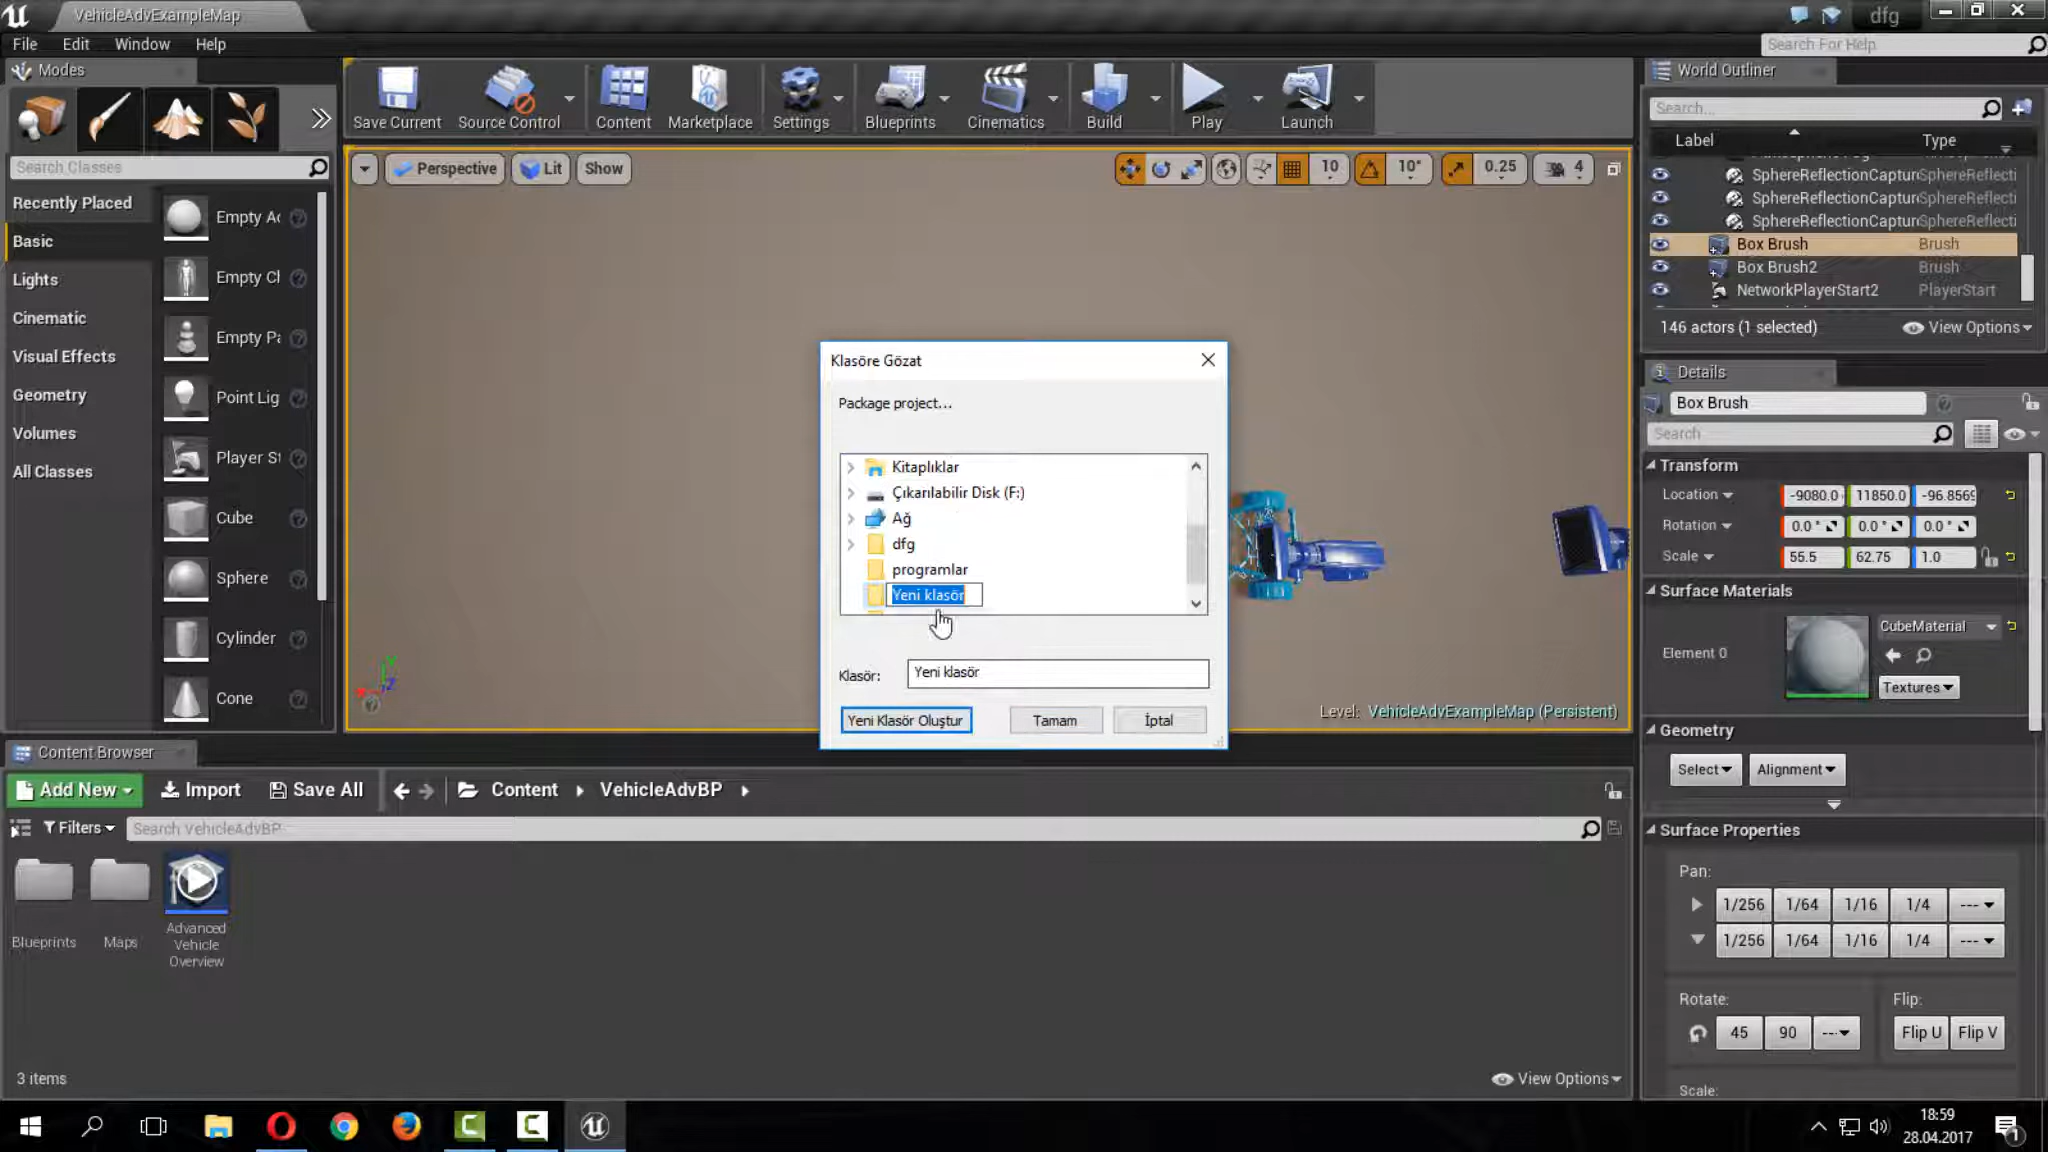 VehicleAdvExampleMap
dfg
File Edit Window Help
Search For Help
Modes
Search Classes
Recently Placed
Basic
Lights
Cinematic
Visual Effects
Geometry
Volumes
All Classes
Empty Ac
Empty Cl
Empty Pa
Point Lig
Player St
Cube
Sphere
Cylinder
Cone
Save Current
Source Control
Content
Marketplace
Settings
Blueprints
Cinematics
Build
Play
Launch
Perspective
Lit
Show
10
10°
0.25
4
Klasöre Gözat
Package project...
Kitaplıklar
Çıkarılabilir Disk (F:)
Ağ
dfg
programlar
Yeni klasör
Klasör:
Yeni klasör
Yeni Klasör Oluştur
Tamam
İptal
Level: VehicleAdvExampleMap (Persistent)
World Outliner
Search...
Label Type
SphereReflectionCaptur SphereReflecti
SphereReflectionCaptur SphereReflecti
SphereReflectionCaptur SphereReflecti
Box Brush Brush
Box Brush2 Brush
NetworkPlayerStart2 PlayerStart
146 actors (1 selected)
View Options
Details
Box Brush
Search
Transform
Location -9080.0 11850.0 -96.8569
Rotation 0.0 ° 0.0 ° 0.0 °
Scale 55.5 62.75 1.0
Surface Materials
Element 0
CubeMaterial
Textures
Geometry
Select
Alignment
Surface Properties
Pan:
1/256 1/64 1/16 1/4 ---
1/256 1/64 1/16 1/4 ---
Rotate: Flip:
45 90 --- Flip U Flip V
Scale:
Content Browser
Add New
Import
Save All
Content
VehicleAdvBP
Filters
Search VehicleAdvBP
Blueprints
Maps
Advanced
Vehicle
Overview
3 items
View Options
18:59
28.04.2017
1